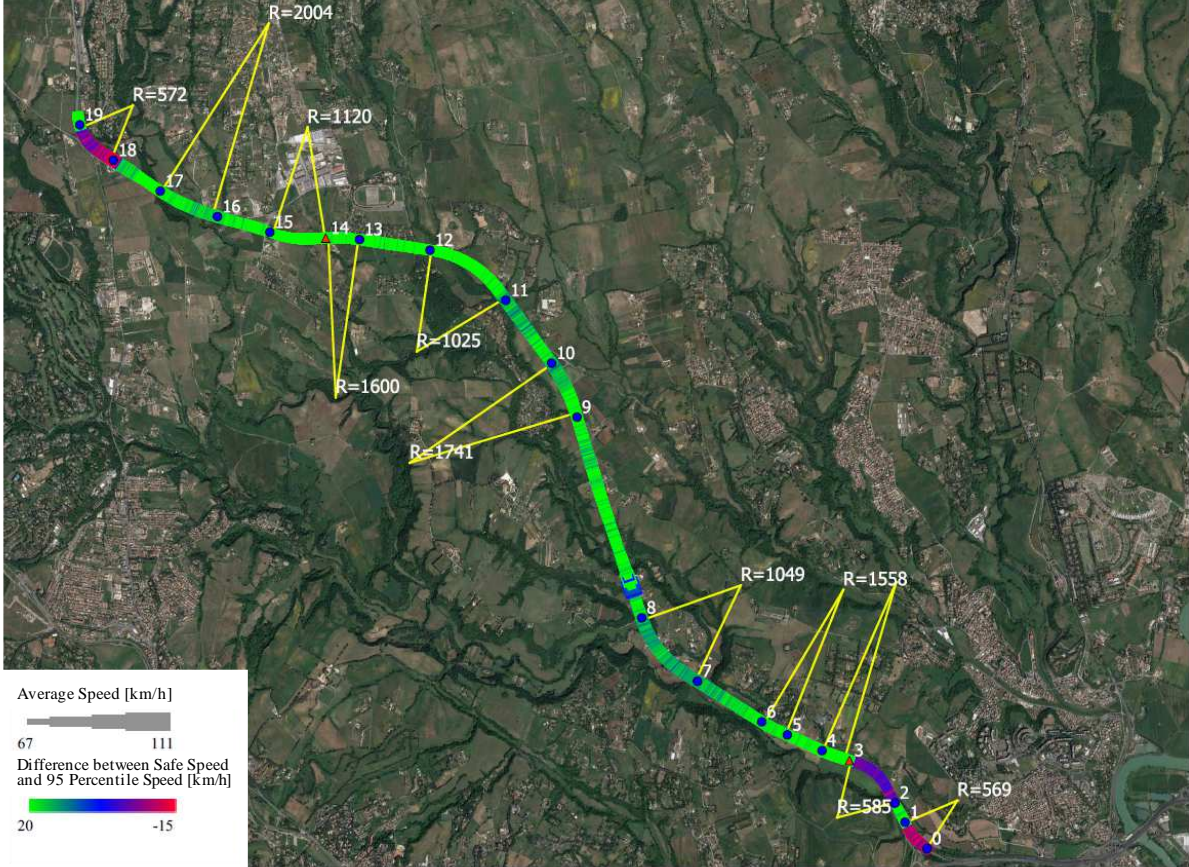 R=2004
R=572
19
R=1120
18
17
16
15
14
13
12
11
R=1025
10
R=1600
9
R=1741
R=1049
R=1558
8
7
6
5
4
3
2
R=585
R=569
1
0
Average Speed [km/h]
67 111
Difference between Safe Speed
and 95 Percentile Speed [km/h]
20 -15